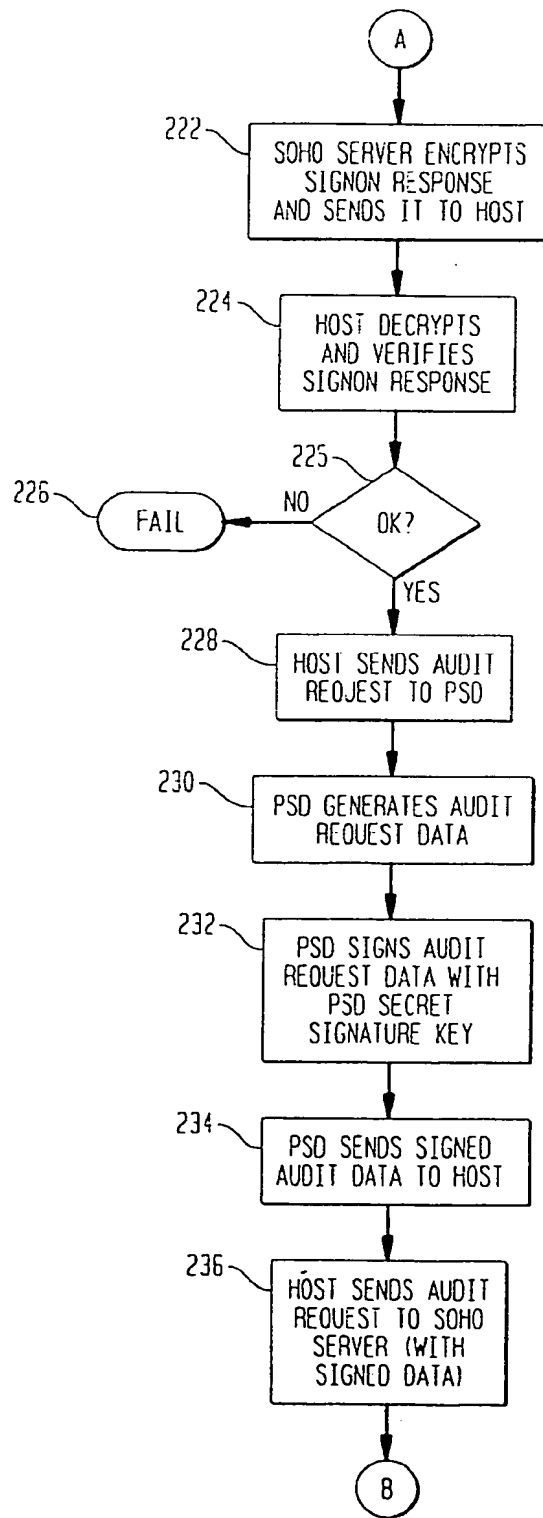 A
222
SOHO SERVER ENCRYPTS
SIGNON RESPONSE
AND SENDS IT TO HOST
224
HOST DECRYPTS
AND VERIFIES
SIGNON RESPONSE
225
226
NO
FAIL
OK?
YES
228
HOST SENDS AUDIT
REOJEST TO PSD
230
PSD GENERATES AUDIT
REQUEST DATA
232
PSD SIGNS AUDIT
REQUEST DATA WITH
PSD SECRET
SIGNATURE KEY
234
PSD SENDS SIGNED
AUDIT DATA TO HOST
236
HOST SENDS AUDIT
REQUEST TO SOHO
SERVER (WITH
SIGNED DATA)
B